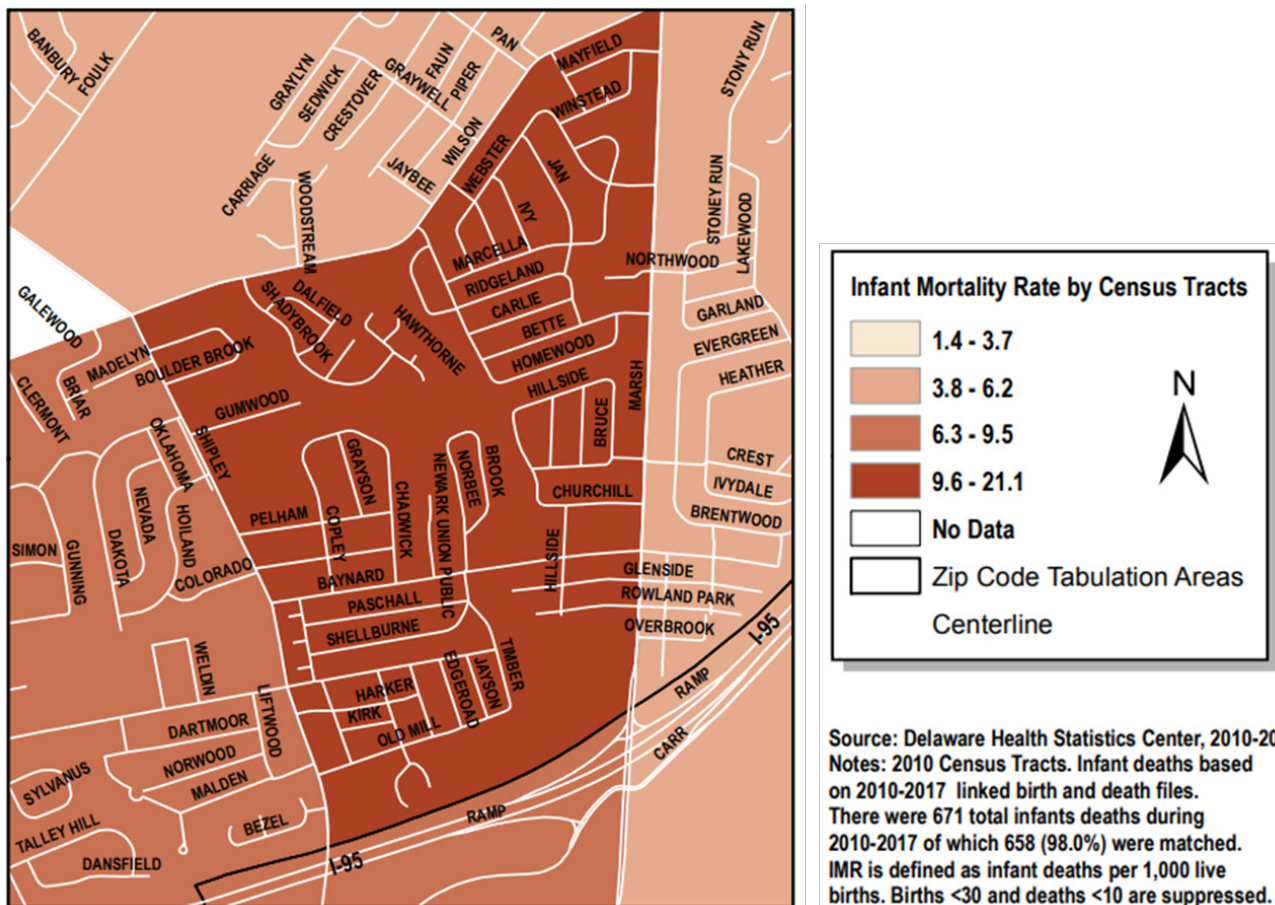 BANBURY
FOULK
GRAYLYN
SEDWICK
CRESTOVER
GRAYWELL
FAUN
PIPER
PAN
WILSON
JAYBEE
CARRIAGE
WOODSTREAM
MAYFIELD
WINSTEAD
WEBSTER
JAN
IVY
STONY RUN
STONEY RUN
LAKEWOOD
MARCELLA
RIDGELAND
CARLIE
BETTE
HOMEWOOD
NORTHWOOD
GARLAND
EVERGREEN
HEATHER
GALEWOOD
MADELYN
BRIAR
CLERMONT
BOULDER BROOK
SHADYBROOK
DALFIELD
HAWTHORNE
HILLSIDE
MARSH
BRUCE
GUMWOOD
OKLAHOMA
SHIPLEY
GRAYSON
CHADWICK
NEWARK UNION PUBLIC
NORBEE
BROOK
CHURCHILL
CREST
IVYDALE
BRENTWOOD
NEVADA
HOILAND
DAKOTA
PELHAM
COPLEY
SIMON
GUNNING
COLORADO
BAYNARD
PASCHALL
SHELLBURNE
HILLSIDE
GLENSIDE
ROWLAND PARK
OVERBROOK
I-95
WELDIN
LIFTWOOD
HARKER
KIRK
OLD MILL
EDGEROAD
JAYSON
TIMBER
RAMP
CARR
DARTMOOR
NORWOOD
MALDEN
SYLVANUS
TALLEY HILL
DANSFIELD
BEZEL
RAMP
I-95
Infant Mortality Rate by Census Tracts
1.4 - 3.7
3.8 - 6.2
6.3 - 9.5
9.6 - 21.1
No Data
Zip Code Tabulation Areas
Centerline
N
Source: Delaware Health Statistics Center, 2010-20
Notes: 2010 Census Tracts. Infant deaths based
on 2010-2017 linked birth and death files.
There were 671 total infants deaths during
2010-2017 of which 658 (98.0%) were matched.
IMR is defined as infant deaths per 1,000 live
births. Births <30 and deaths <10 are suppressed.